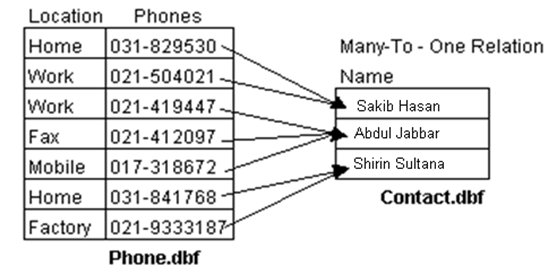 Location Phones
Home 031-829530
Work 021-504021
Work 021-419447
Fax 021-412097
Mobile 017-318672
Home 031-841768
Factory 021-9333187
Phone.dbf
Many-To - One Relation
Name
Sakib Hasan
Abdul Jabbar
Shirin Sultana
Contact.dbf